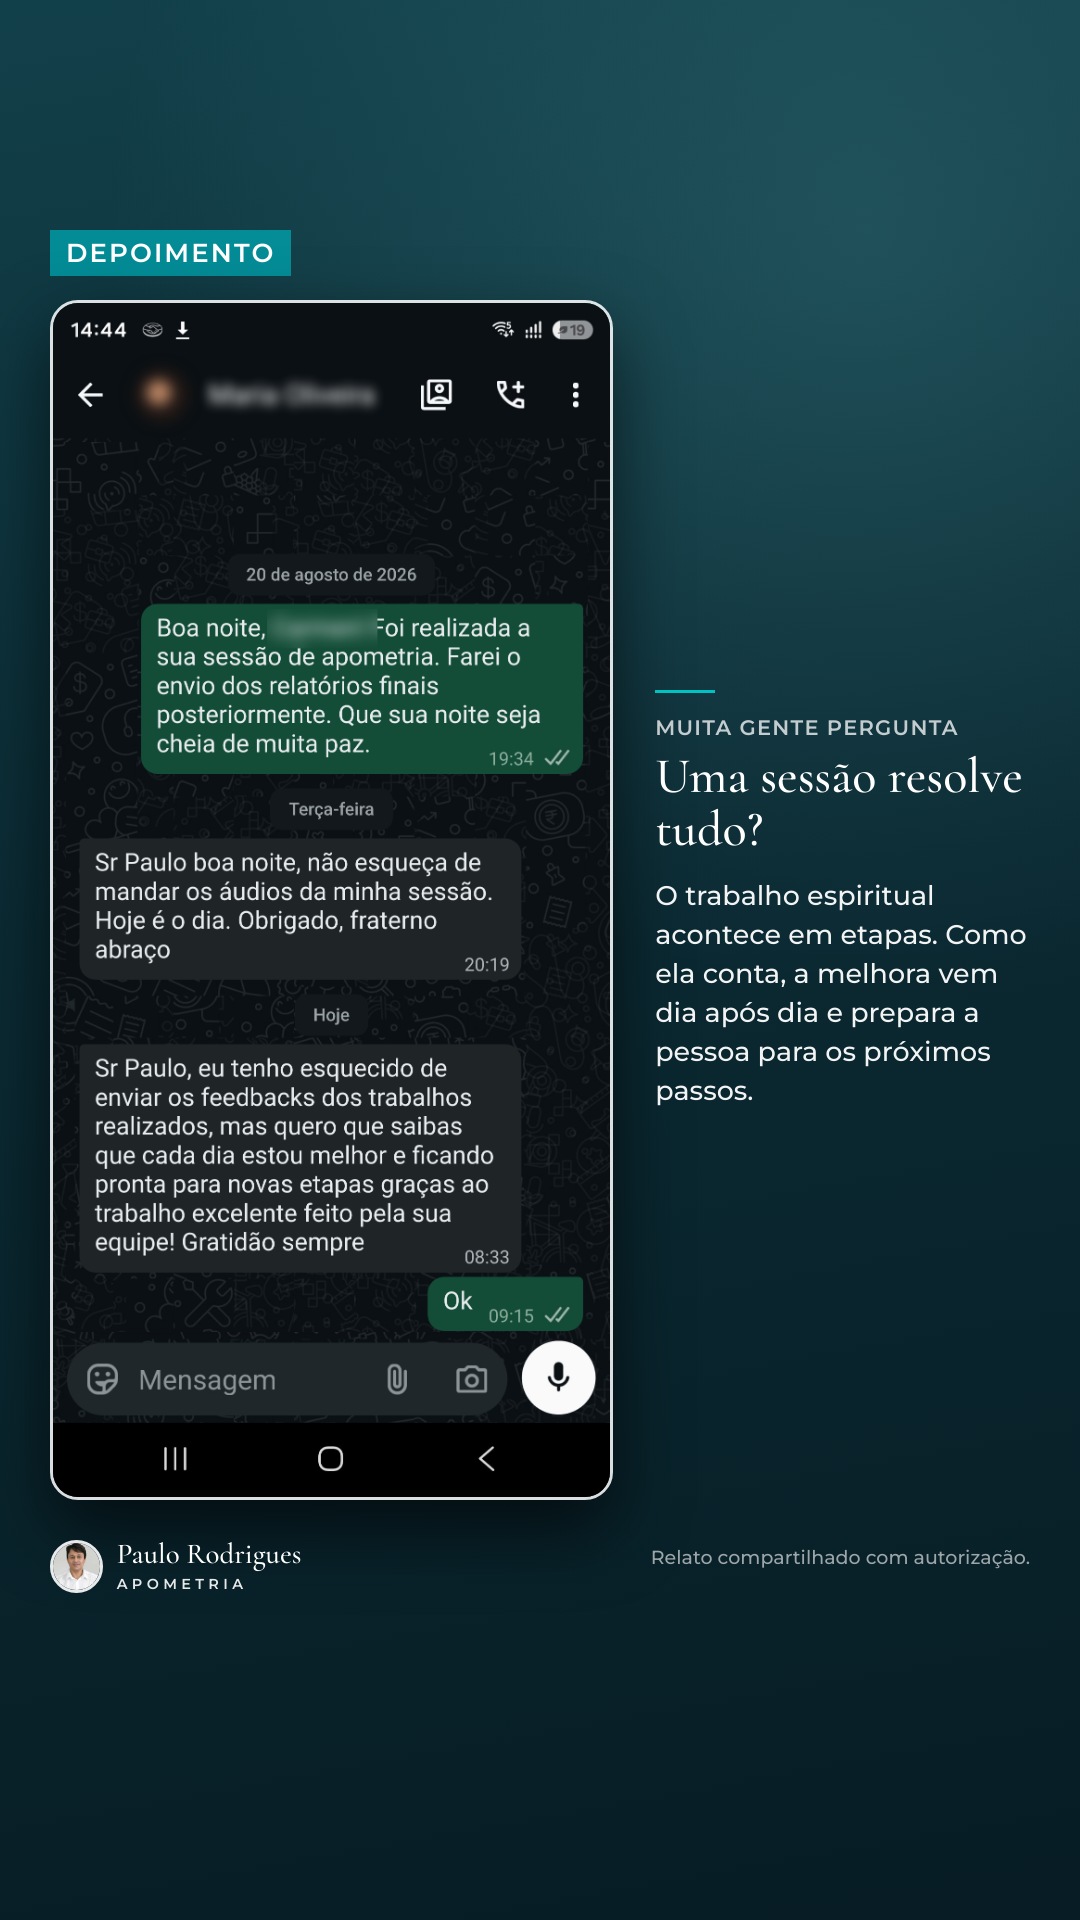 DEPOIMENTO
14:44
19
20 de agosto de 2026
Boa noite, Foi realizada a
sua sessão de apometria. Farei o
envio dos relatórios finais
posteriormente. Que sua noite seja
cheia de muita paz.
19:34
Terça-feira
Sr Paulo boa noite, não esqueça de
mandar os áudios da minha sessão.
Hoje é o dia. Obrigado, fraterno
abraço
20:19
Hoje
Sr Paulo, eu tenho esquecido de
enviar os feedbacks dos trabalhos
realizados, mas quero que saibas
que cada dia estou melhor e ficando
pronta para novas etapas graças ao
trabalho excelente feito pela sua
equipe! Gratidão sempre
08:33
Ok
09:15
Mensagem
MUITA GENTE PERGUNTA
Uma sessão resolve
tudo?
O trabalho espiritual
acontece em etapas. Como
ela conta, a melhora vem
dia após dia e prepara a
pessoa para os próximos
passos.
Paulo Rodrigues
APOMETRIA
Relato compartilhado com autorização.